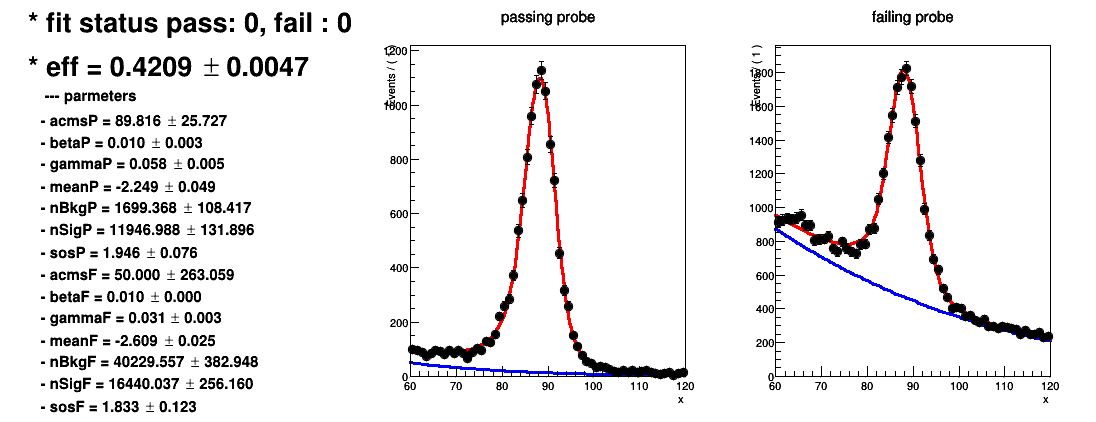 * fit status pass: 0, fail : 0
* eff = 0.4209 ± 0.0047
--- parmeters
- acmsP = 89.816 ± 25.727
- betaP = 0.010 ± 0.003
- gammaP = 0.058 ± 0.005
- meanP = -2.249 ± 0.049
- nBkgP = 1699.368 ± 108.417
- nSigP = 11946.988 ± 131.896
- sosP = 1.946 ± 0.076
- acmsF = 50.000 ± 263.059
- betaF = 0.010 ± 0.000
- gammaF = 0.031 ± 0.003
- meanF = -2.609 ± 0.025
- nBkgF = 40229.557 ± 382.948
- nSigF = 16440.037 ± 256.160
- sosF = 1.833 ± 0.123
passing probe
Events / ( 1 )
1200
1000
800
600
400
200
0
60 70 80 90 100 110 120
x
failing probe
Events / ( 1 )
1800
1600
1400
1200
1000
800
600
400
200
0
60 70 80 90 100 110 120
x